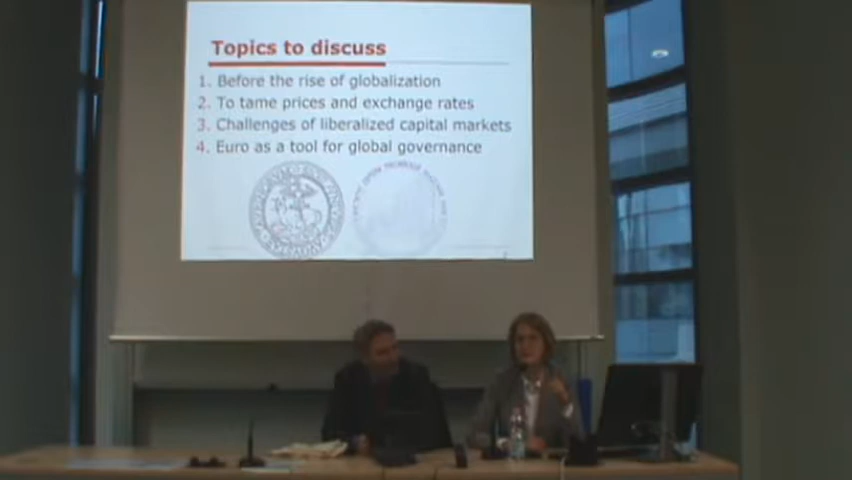 Topics to discuss
1. Before the rise of globalization
2. To tame prices and exchange rates
3. Challenges of liberalized capital markets
4. Euro as a tool for global governance